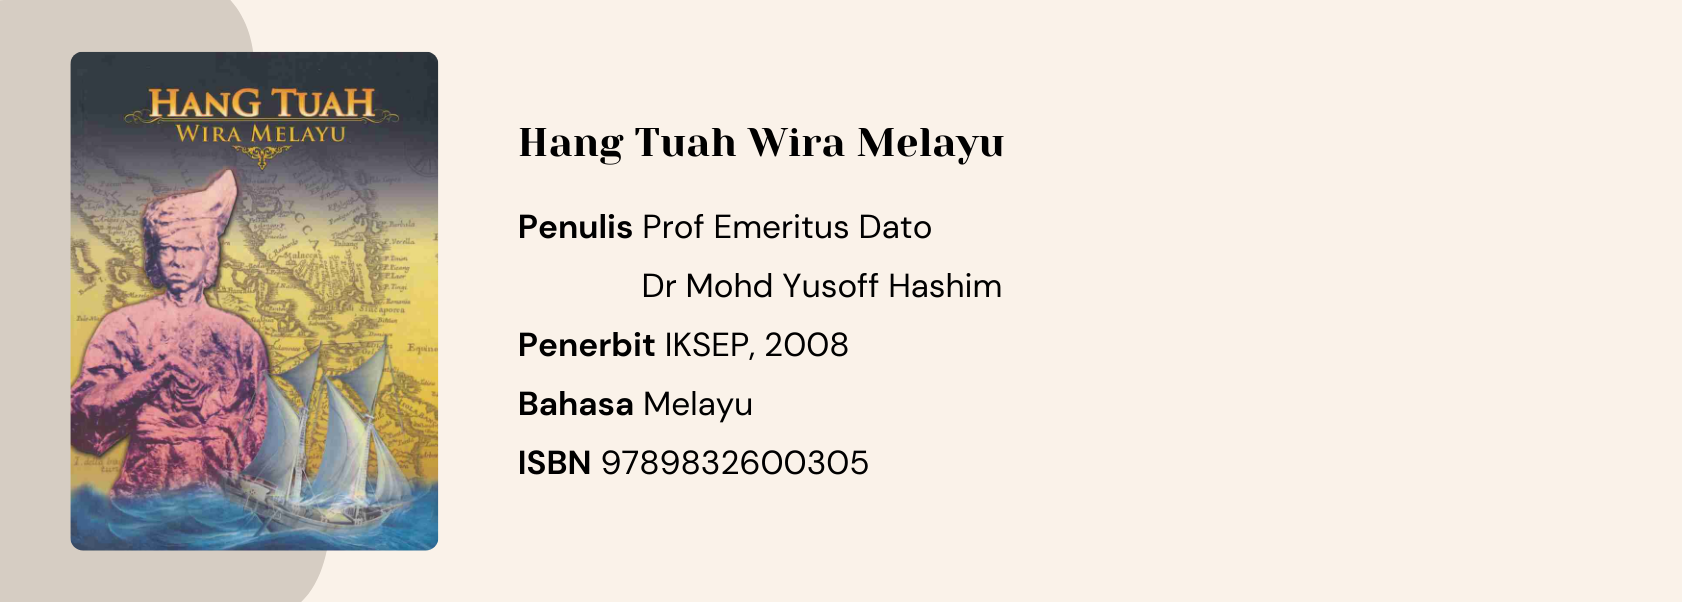 HANG TUAH
WIRA MELAYU
Hang Tuah Wira Melayu
Penulis Prof Emeritus Dato
Dr Mohd Yusoff Hashim
Penerbit IKSEP, 2008
Bahasa Melayu
ISBN 9789832600305